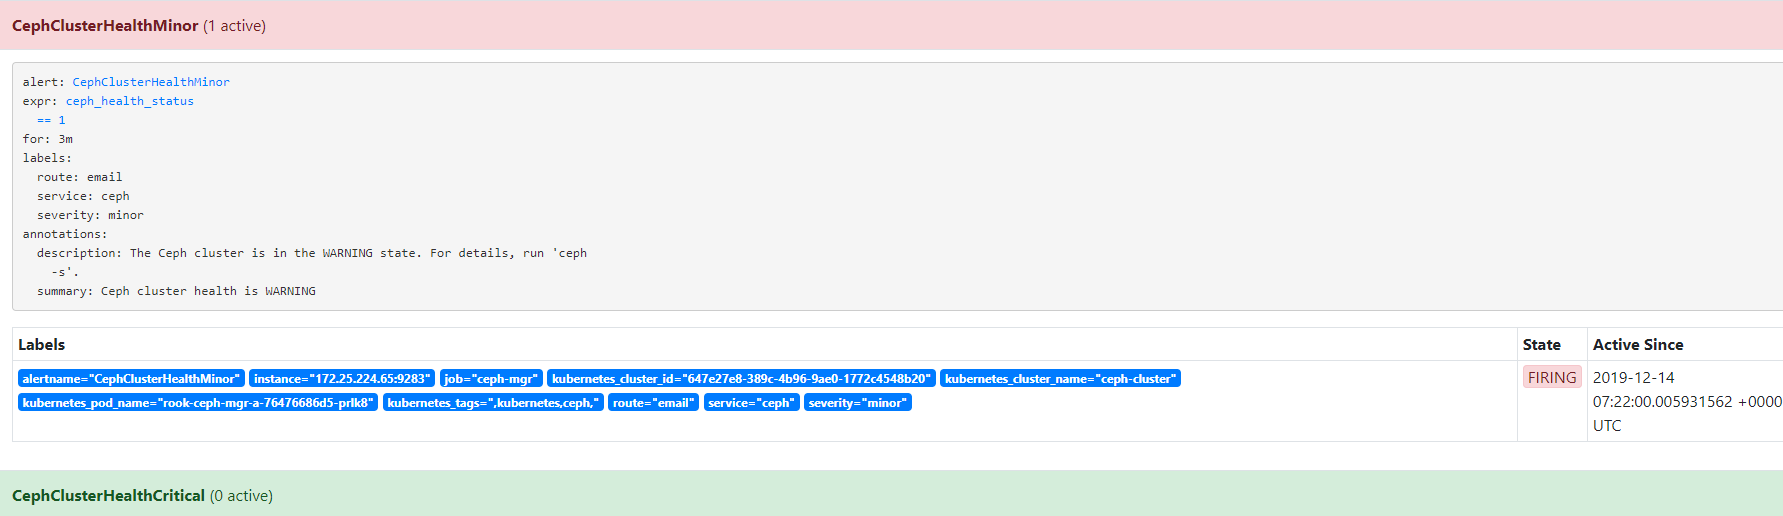 CephClusterHealthMinor (1 active)
alert: CephClusterHealthMinor
expr: ceph_health_status
  == 1
for: 3m
labels:
  route: email
  service: ceph
  severity: minor
annotations:
  description: The Ceph cluster is in the WARNING state. For details, run 'ceph
    -s'.
  summary: Ceph cluster health is WARNING
Labels State Active Since
alertname="CephClusterHealthMinor" instance="172.25.224.65:9283" job="ceph-mgr" kubernetes_cluster_id="647e27e8-389c-4b96-9ae0-1772c4548b20" kubernetes_cluster_name="ceph-cluster"
kubernetes_pod_name="rook-ceph-mgr-a-76476686d5-prlk8" kubernetes_tags=",kubernetes,ceph," route="email" service="ceph" severity="minor"
FIRING
2019-12-14
07:22:00.005931562 +0000
UTC
CephClusterHealthCritical (0 active)